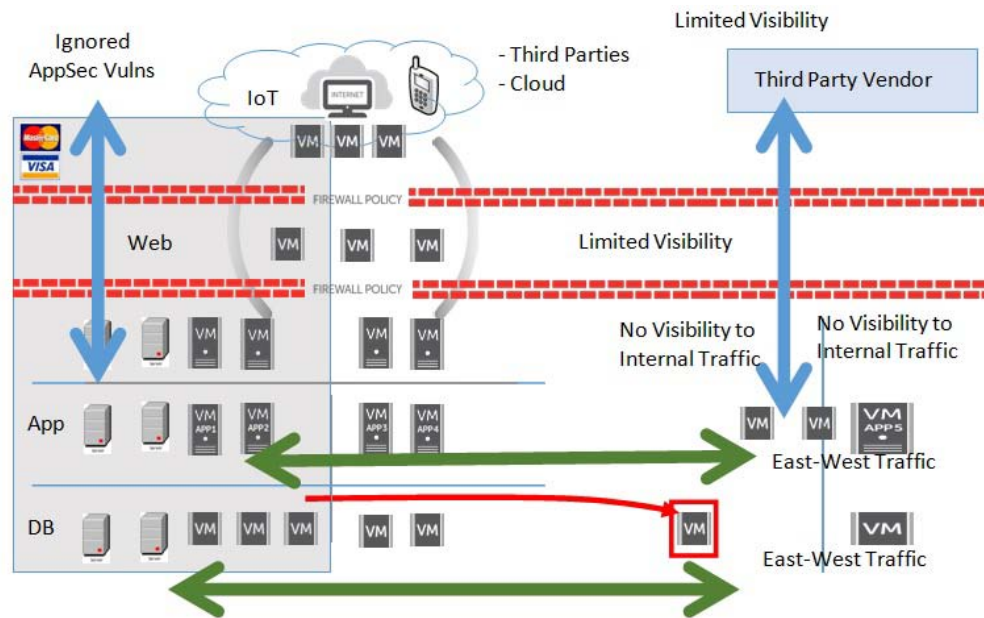 Limited Visibility
Ignored
AppSec Vulns
- Third Parties
- Cloud
Third Party Vendor
IoT
INTERNET
MasterCard
VISA
VM
VM
VM
FIREWALL POLICY
Web
VM
VM
VM
Limited Visibility
FIREWALL POLICY
No Visibility to
Internal Traffic
No Visibility to
Internal Traffic
VM
VM
VM
VM
App
VM
APP1
VM
APP2
VM
APP3
VM
APP4
VM
VM
VM
APP5
East-West Traffic
DB
VM
VM
VM
VM
VM
VM
VM
East-West Traffic